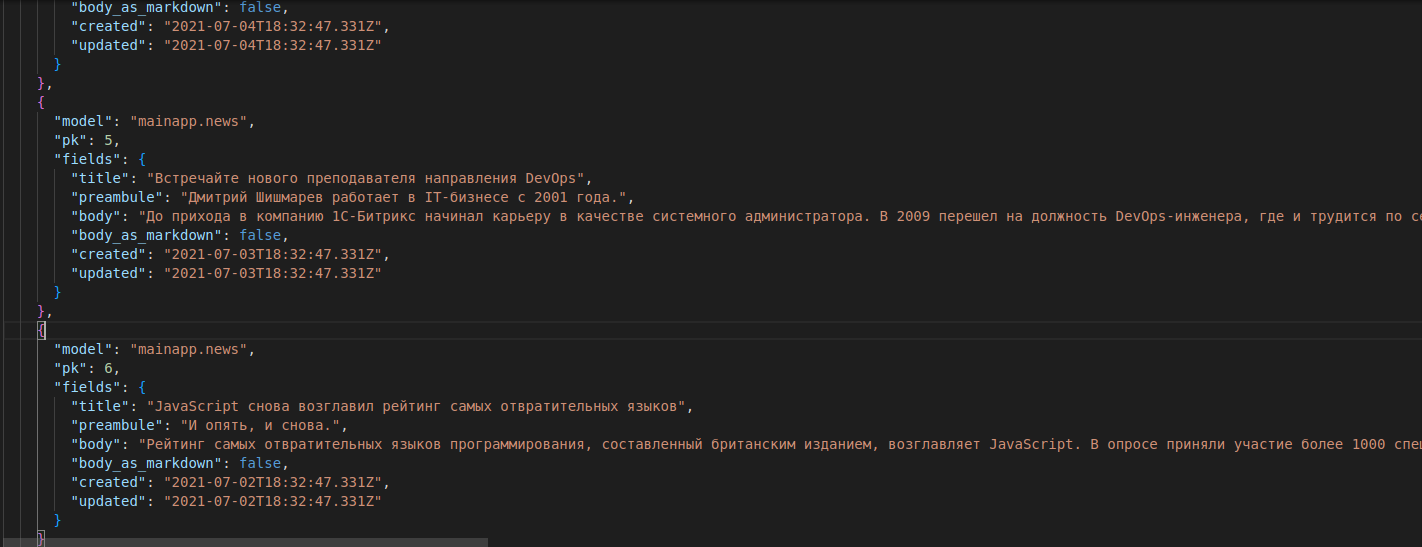 "body_as_markdown": false,
"created": "2021-07-04T18:32:47.331Z",
"updated": "2021-07-04T18:32:47.331Z"
}
},
{
"model": "mainapp.news",
"pk": 5,
"fields": {
"title": "Встречайте нового преподавателя направления DevOps",
"preambule": "Дмитрий Шишмарев работает в IT-бизнесе с 2001 года.",
"body": "До прихода в компанию 1С-Битрикс начинал карьеру в качестве системного администратора. В 2009 перешел на должность DevOps-инженера, где и трудится по
"body_as_markdown": false,
"created": "2021-07-03T18:32:47.331Z",
"updated": "2021-07-03T18:32:47.331Z"
}
},
{
"model": "mainapp.news",
"pk": 6,
"fields": {
"title": "JavaScript снова возглавил рейтинг самых отвратительных языков",
"preambule": "И опять, и снова.",
"body": "Рейтинг самых отвратительных языков программирования, составленный британским изданием, возглавляет JavaScript. В опросе приняли участие более 1000
"body_as_markdown": false,
"created": "2021-07-02T18:32:47.331Z",
"updated": "2021-07-02T18:32:47.331Z"
}
}